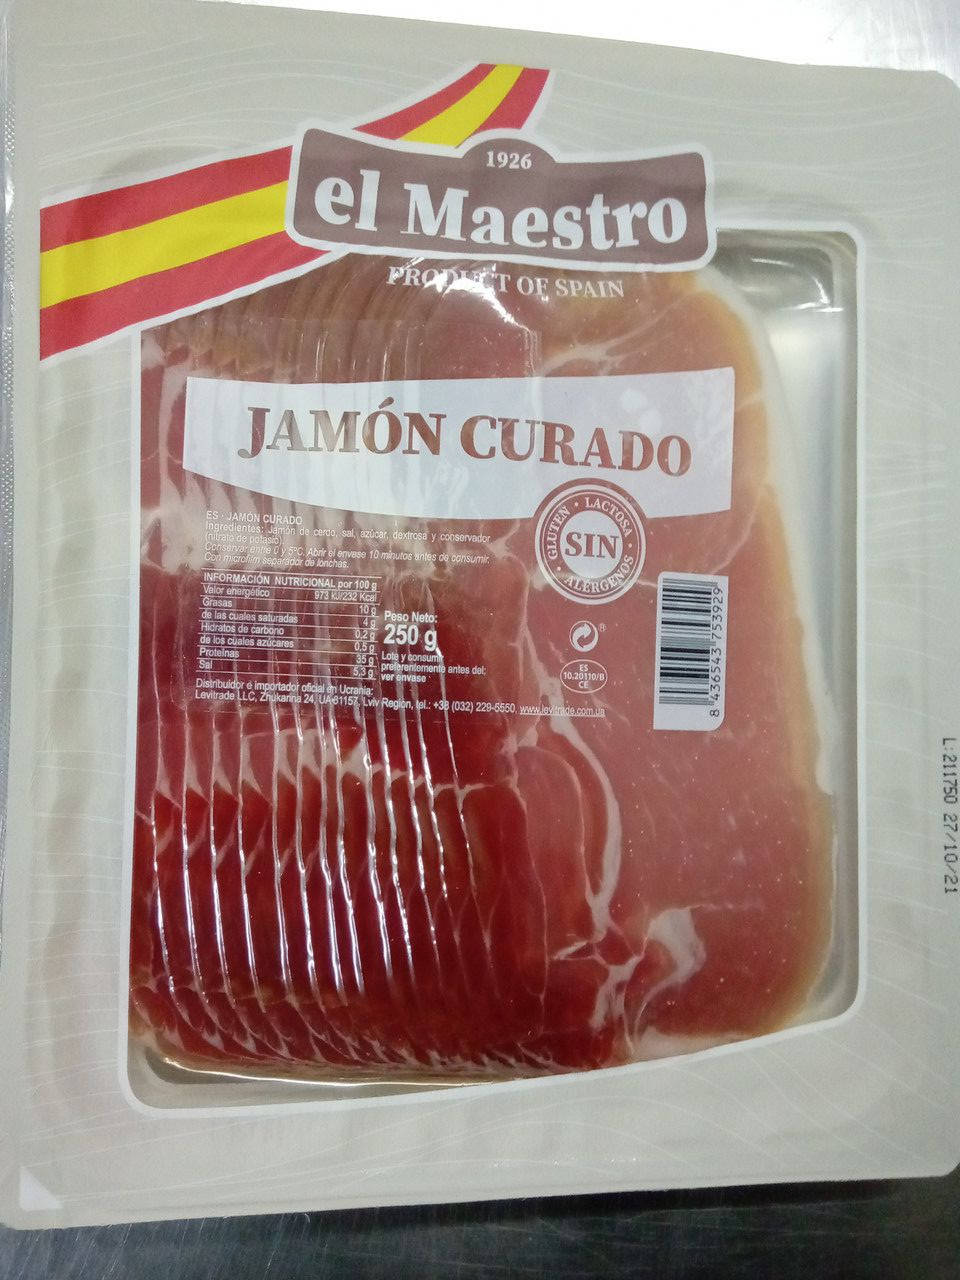 1926
el Maestro
PRODUCT OF SPAIN
JAMÓN CURADO
ES - JAMÓN CURADO
Ingredientes: Jamón de cerdo, sal, azúcar, dextrosa y conservador
(nitrato de potasio).
Conservar entre 0 y 5ºC. Abrir el envase 10 minutos antes de consumir.
Con microfilm separador de lonchas.
GLUTEN · LACTOSA · ALÉRGENOS ·
SIN
INFORMACIÓN NUTRICIONAL por 100 g
Valor energético 973 kJ/232 Kcal
Grasas 10 g
de las cuales saturadas 4 g
Hidratos de carbono 0,2 g
de los cuales azúcares 0,5 g
Proteínas 35 g
Sal 5,3 g
Peso Neto:
250 g
Lote y consumir
preferentemente antes del:
ver envase
®
ES
10.20110/B
CE
8 436543 753929
Distribuidor e importador oficial en Ucrania:
Levitrade LLC, Zhukarina 24, UA-81157, Lviv Region, tel.: +38 (032) 229-5550, www.levitrade.com.ua
L:211750 27/10/21